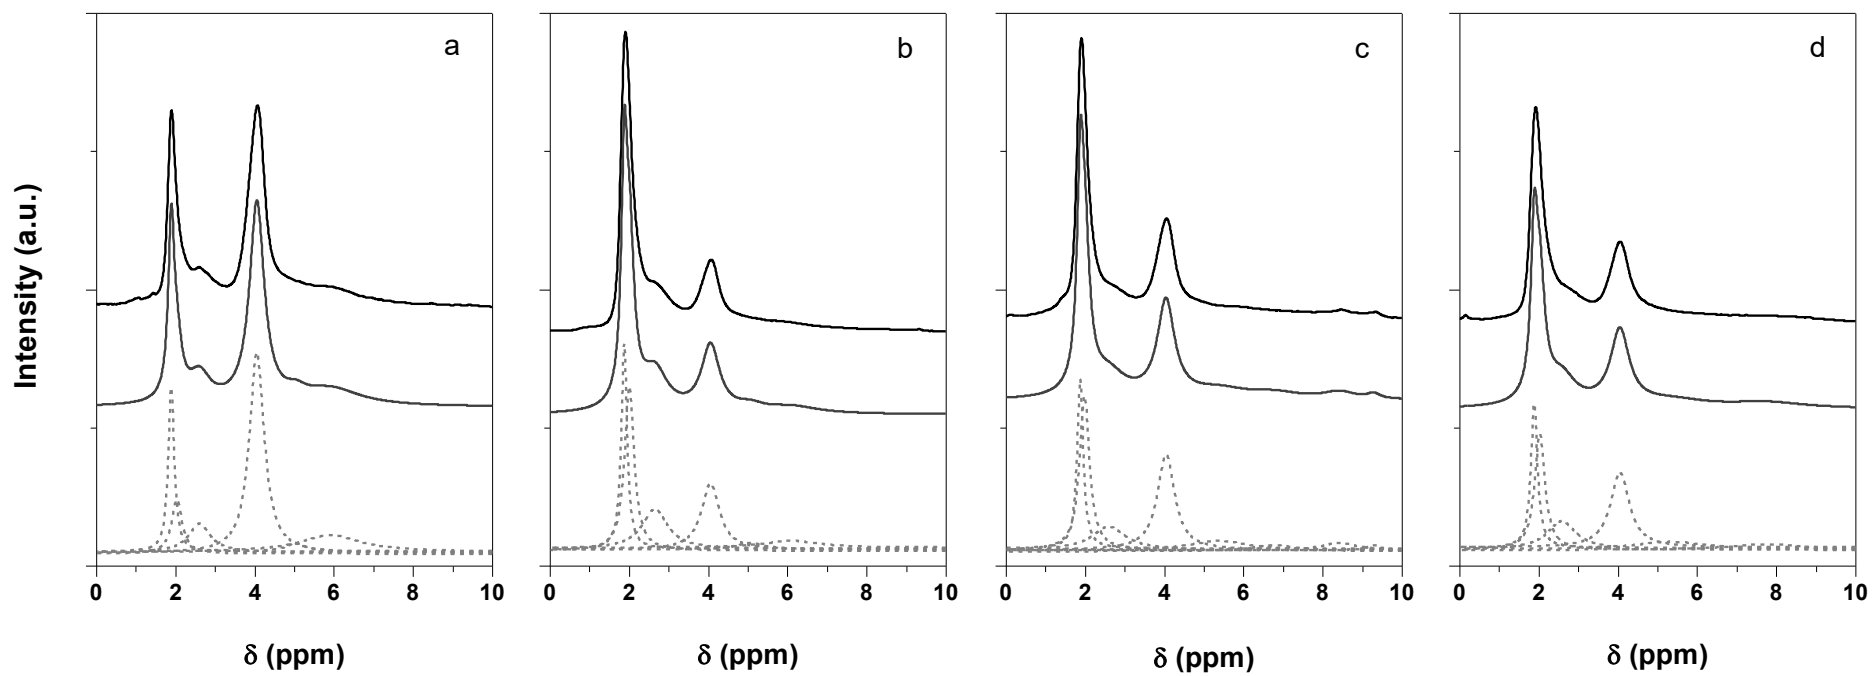 a b c d
Intensity (a.u.)
0 2 4 6 8 10 0 2 4 6 8 10 0 2 4 6 8 10 0 2 4 6 8 10
δ (ppm) δ (ppm) δ (ppm) δ (ppm)